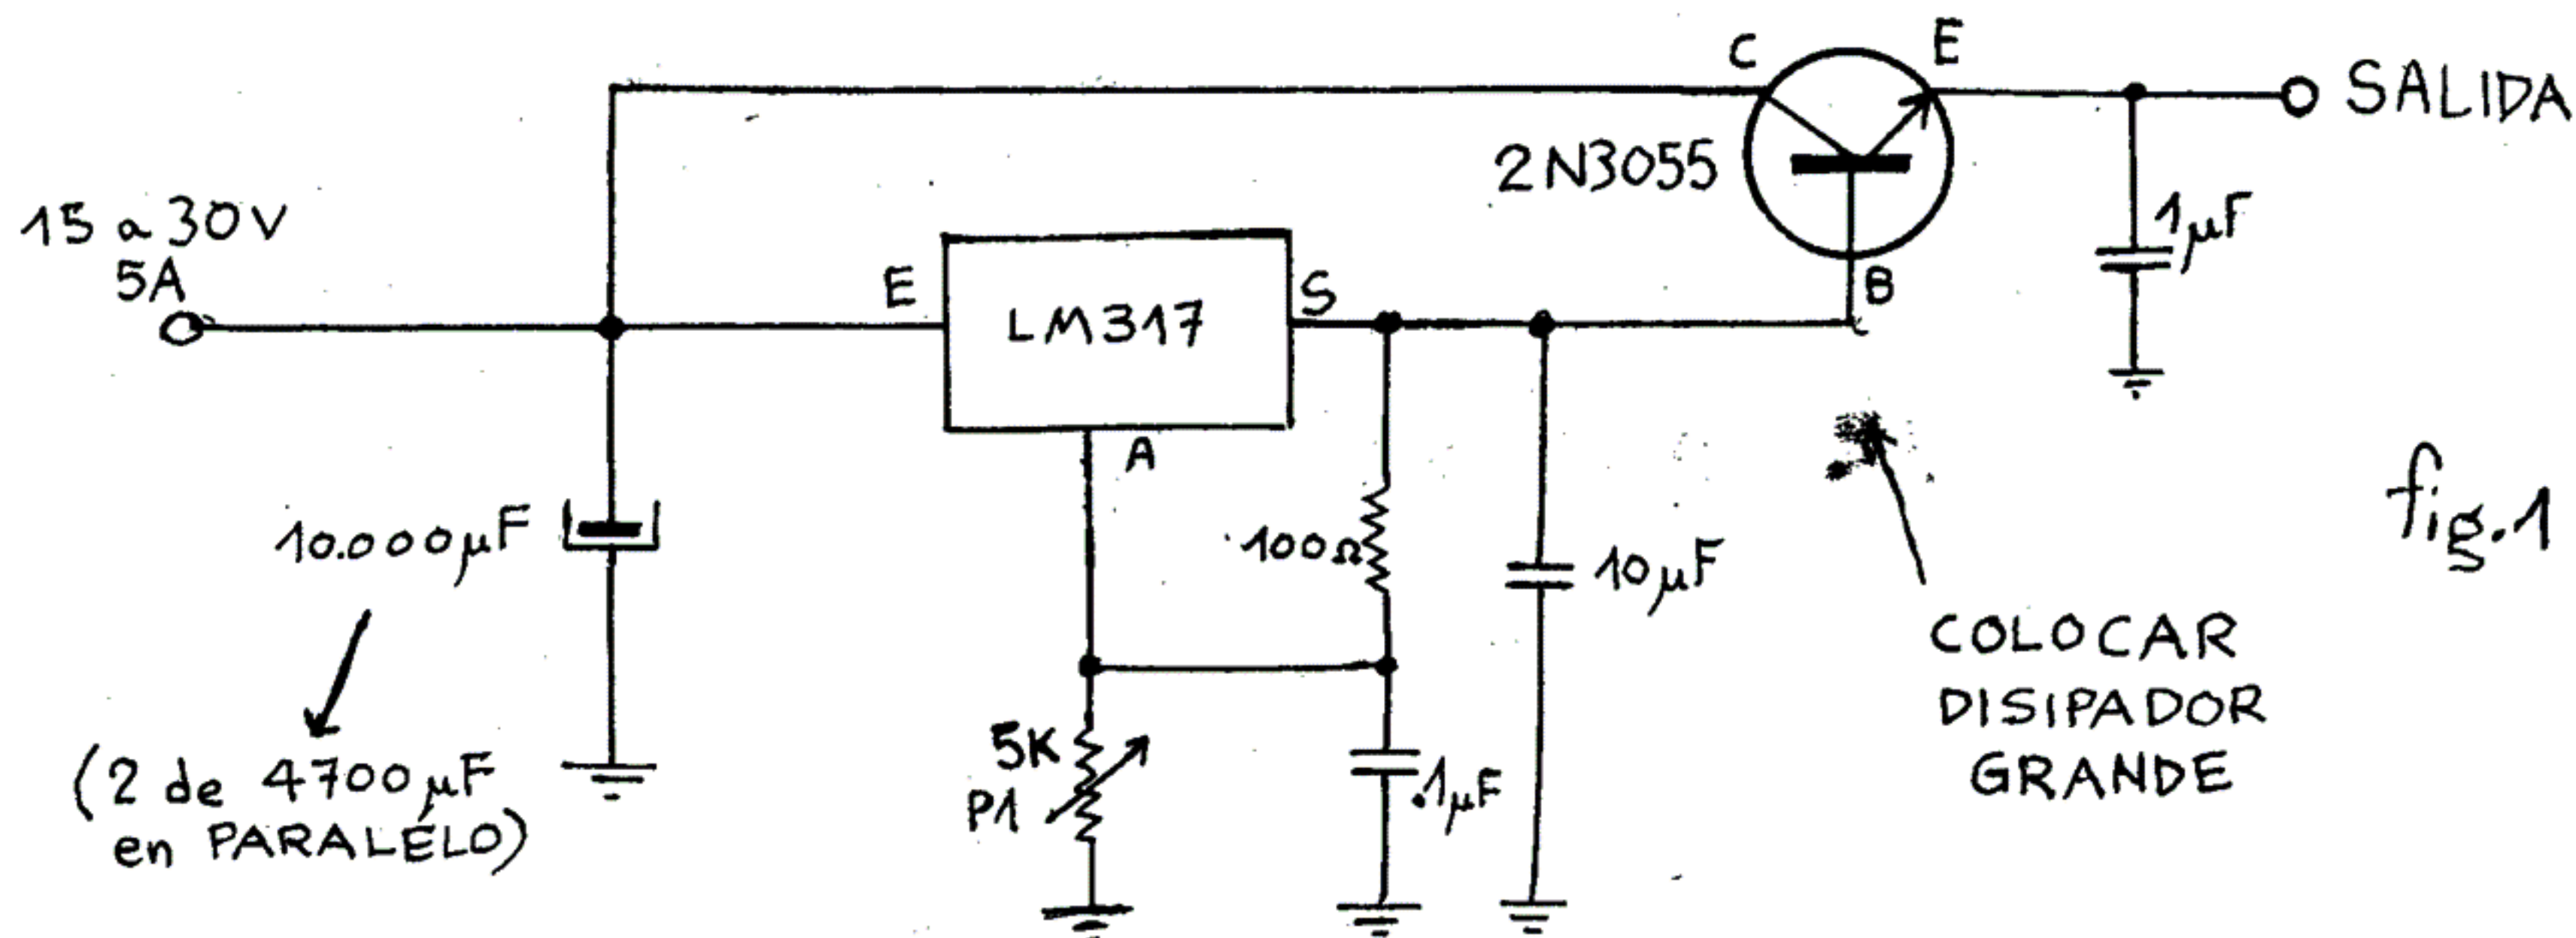 C
E
SALIDA
2N3055
15 a 30V
5A
1µF
E
LM317
S
B
A
10.000µF
100Ω
10µF
fig.1
COLOCAR
DISIPADOR
GRANDE
(2 de 4700µF
en PARALELO)
5K
P1
.1µF